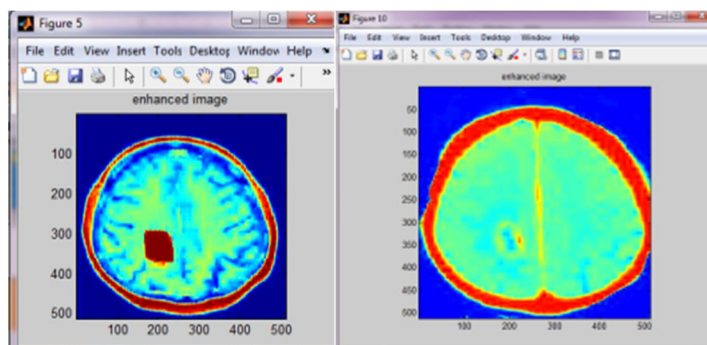 Figure 5
File Edit View Insert Tools Desktop Window Help
enhanced image
100
200
300
400
500
100 200 300 400 500
Figure 10
File Edit View Insert Tools Desktop Window Help
enhanced image
50
100
150
200
250
300
350
400
450
500
100 200 300 400 500